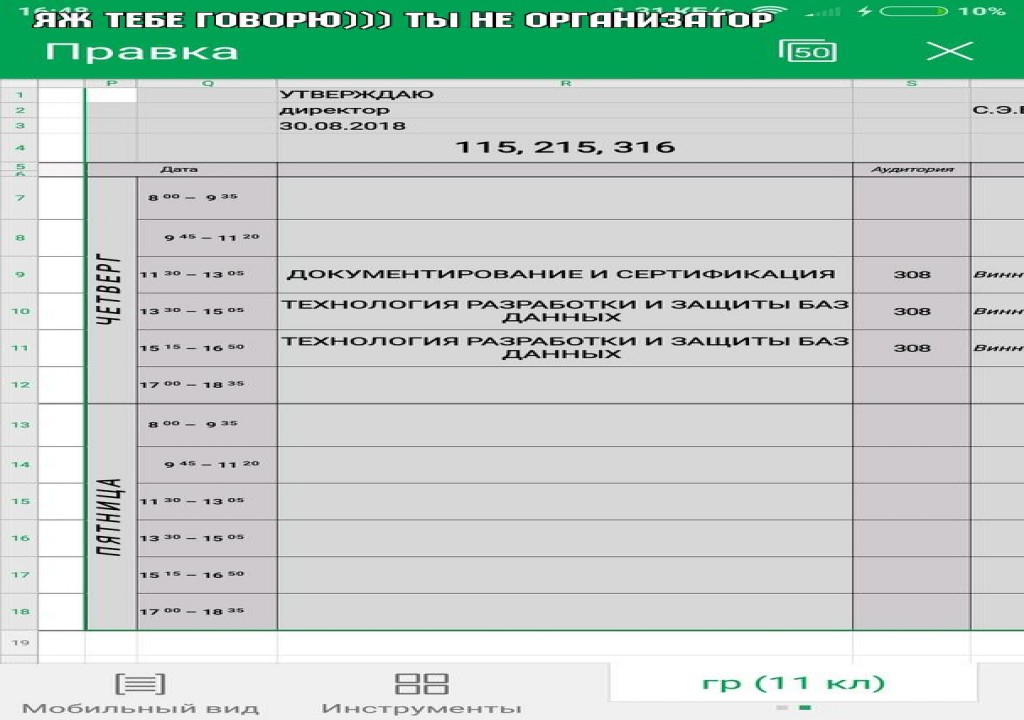 ЯЖ ТЕБЕ ГОВОРЮ))) ТЫ НЕ ОРГАНИЗАТОР
10%
Правка
50
P Q R S
1 УТВЕРЖДАЮ
2 директор С.Э.
3 30.08.2018
4 115, 215, 316
5 Дата Аудитория
6
ЧЕТВЕРГ
7 8 00 – 9 35
8 9 45 – 11 20
9 11 30 – 13 05 ДОКУМЕНТИРОВАНИЕ И СЕРТИФИКАЦИЯ 308 Винн
10 13 30 – 15 05 ТЕХНОЛОГИЯ РАЗРАБОТКИ И ЗАЩИТЫ БАЗ
ДАННЫХ 308 Винн
11 15 15 – 16 50 ТЕХНОЛОГИЯ РАЗРАБОТКИ И ЗАЩИТЫ БАЗ
ДАННЫХ 308 Винн
12 17 00 – 18 35
ПЯТНИЦА
13 8 00 – 9 35
14 9 45 – 11 20
15 11 30 – 13 05
16 13 30 – 15 05
17 15 15 – 16 50
18 17 00 – 18 35
19
Мобильный вид Инструменты гр (11 кл)